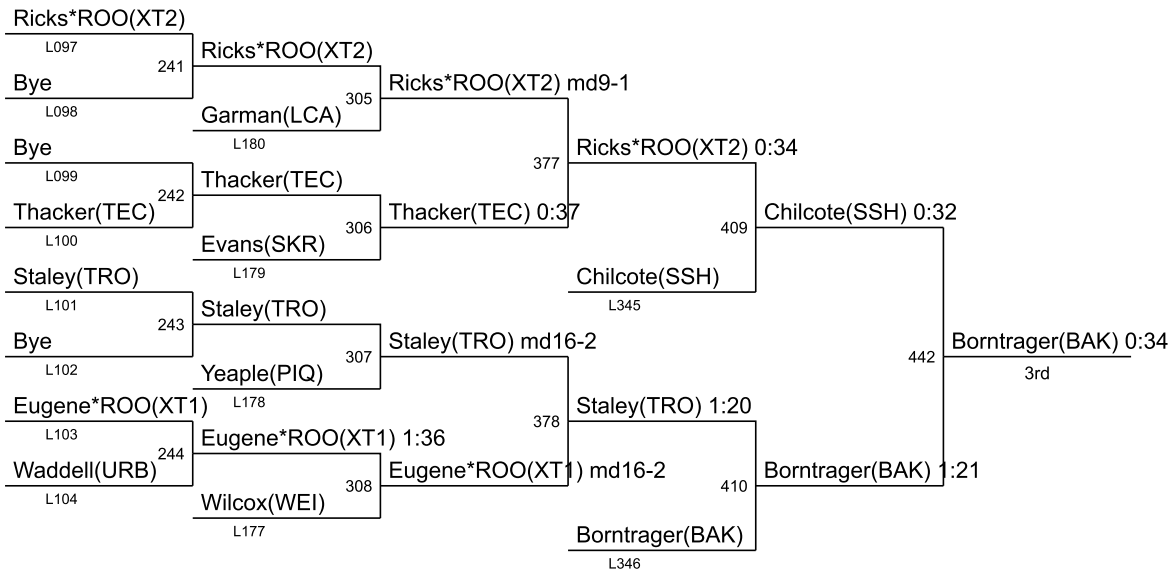 Ricks*ROO(XT2)
L097
241
Bye
L098
Ricks*ROO(XT2)
305
Garman(LCA)
L180
Ricks*ROO(XT2) md9-1
Bye
L099
242
Thacker(TEC)
L100
Thacker(TEC)
306
Evans(SKR)
L179
Thacker(TEC) 0:37
377
Ricks*ROO(XT2) 0:34
409
Chilcote(SSH)
L345
Chilcote(SSH) 0:32
Staley(TRO)
L101
243
Bye
L102
Staley(TRO)
307
Yeaple(PIQ)
L178
Staley(TRO) md16-2
Eugene*ROO(XT1)
L103
244
Waddell(URB)
L104
Eugene*ROO(XT1) 1:36
308
Wilcox(WEI)
L177
Eugene*ROO(XT1) md16-2
378
Staley(TRO) 1:20
410
Borntrager(BAK)
L346
Borntrager(BAK) 1:21
442
Borntrager(BAK) 0:34
3rd